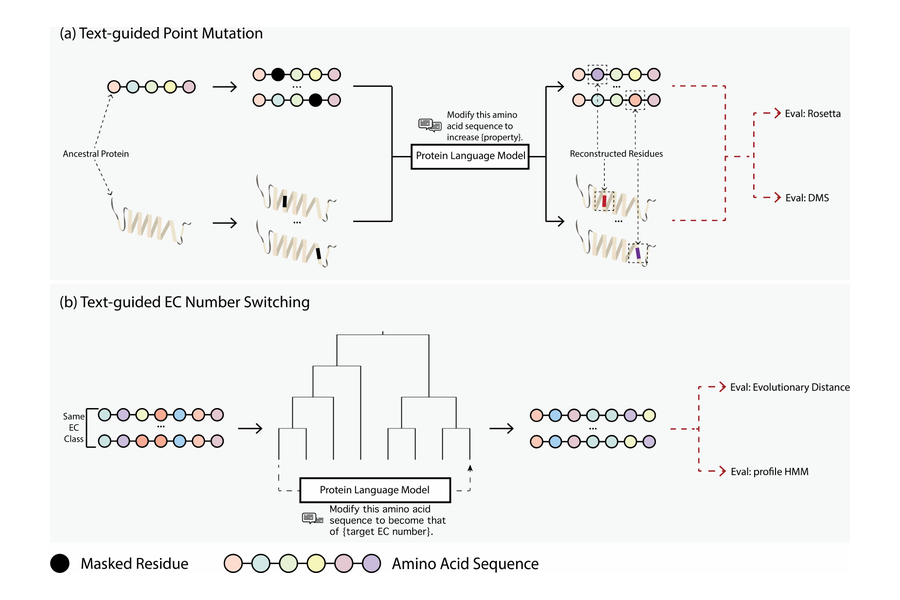 (a) Text-guided Point Mutation
...
...
Modify this amino
acid sequence to
increase {property}.
Eval: Rosetta
Ancestral Protein
Protein Language Model
Reconstructed Residues
Eval: DMS
...
...
(b) Text-guided EC Number Switching
Eval: Evolutionary Distance
Same
EC
Class
...
...
Eval: profile HMM
Protein Language Model
Modify this amino acid
sequence to become that
of {target EC number}.
Masked Residue
Amino Acid Sequence